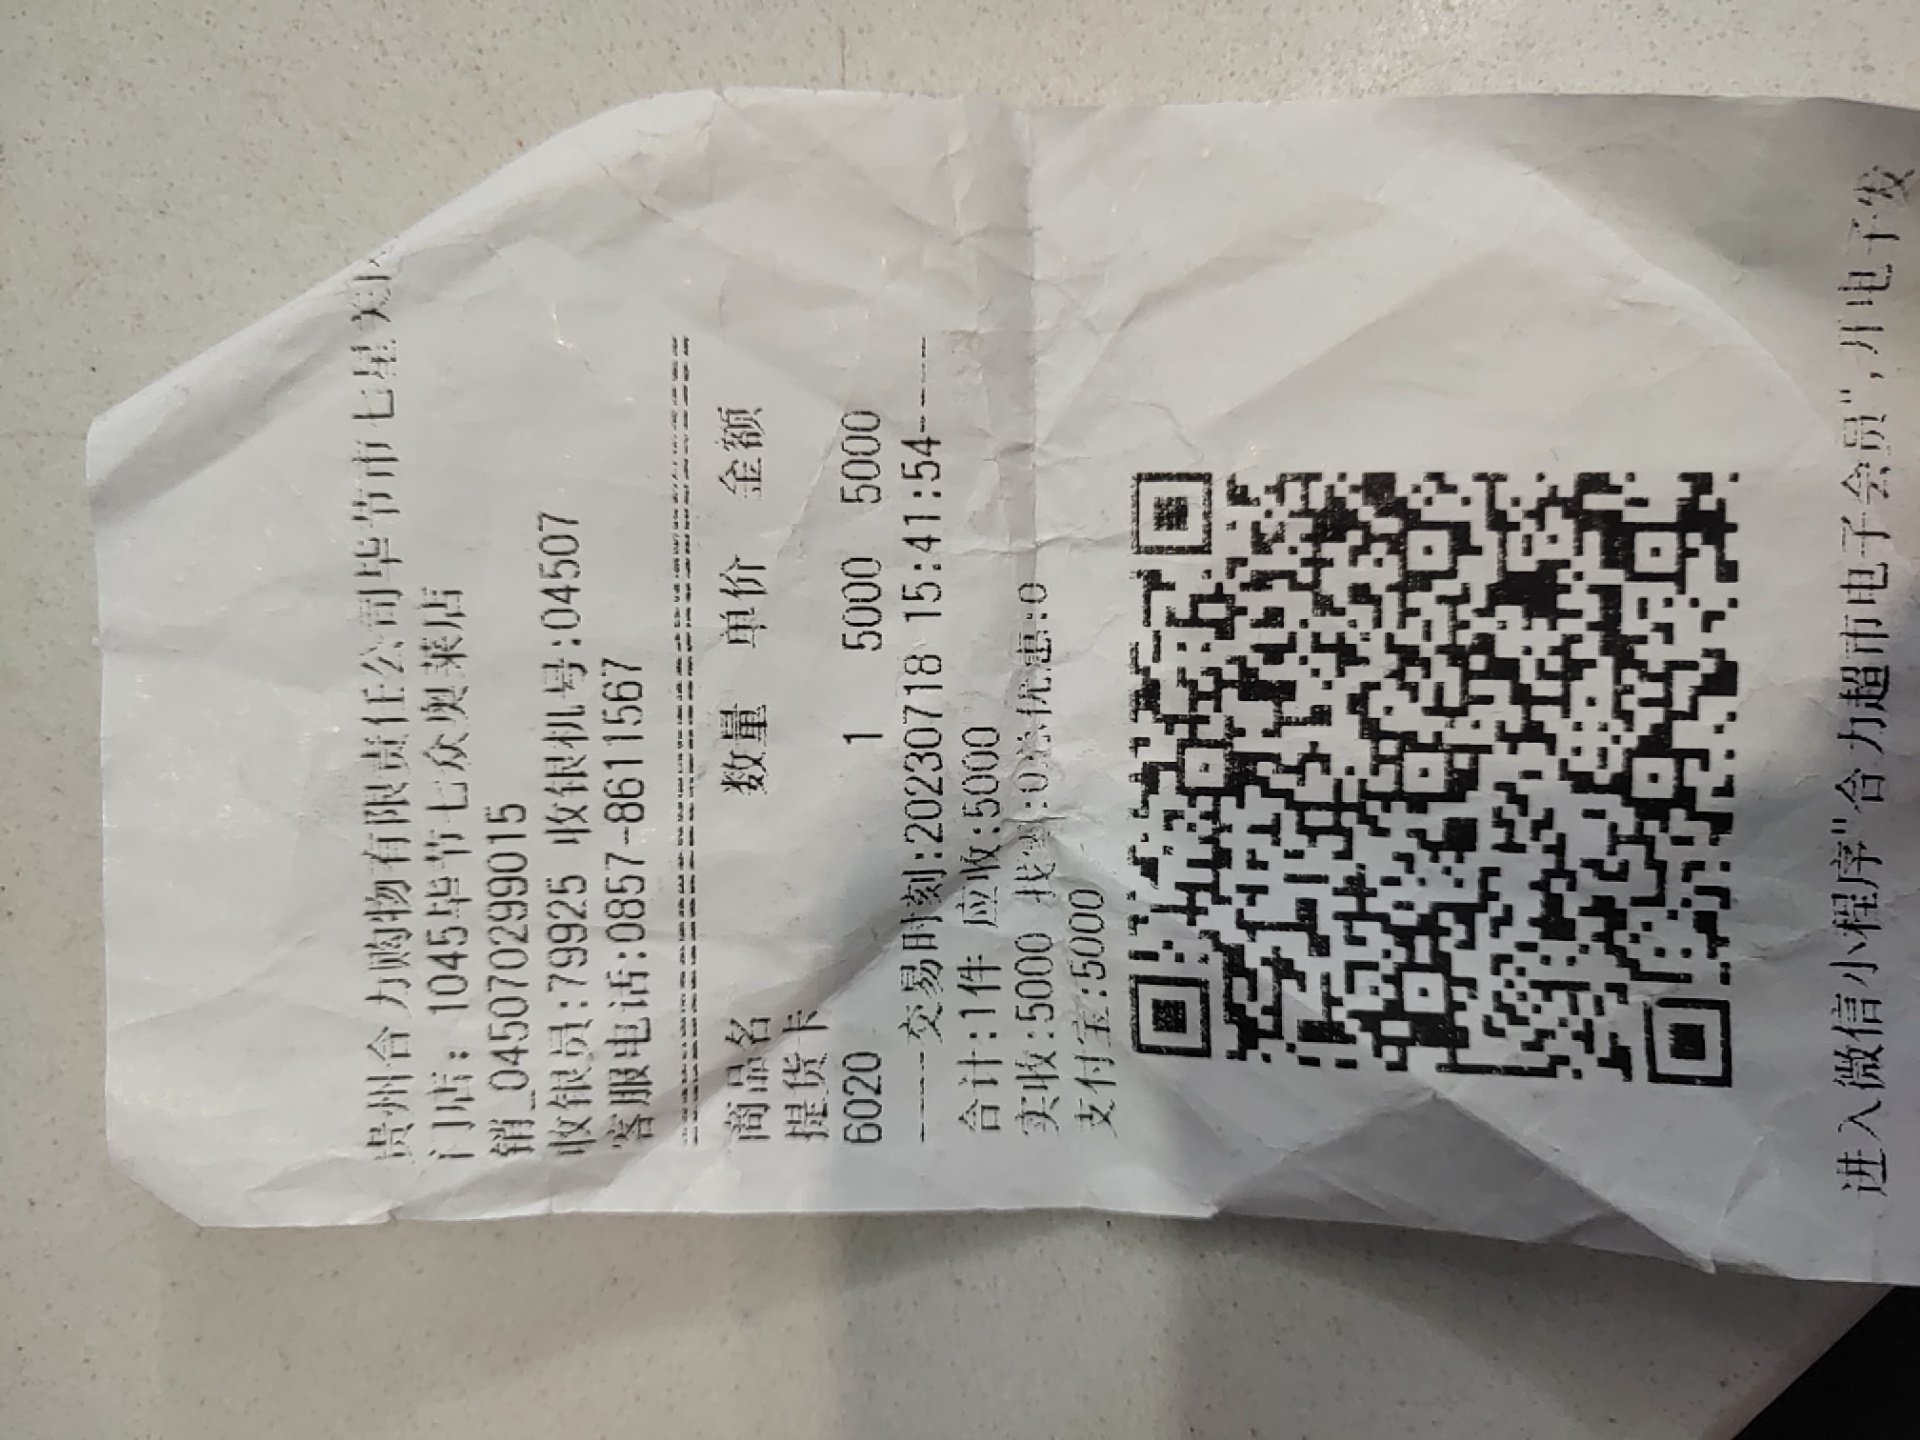 贵州合力购物有限责任公司毕节市七星关
门店: 1045毕节七众奥莱店
销_045070299015
收银员:79925 收银机号:04507
客服电话:0857-8611567
商品名 数量 单价 金额
提货卡
6020 1 5000 5000
-----交易时刻:20230718 15:41:54-----
合计:1件 应收:5000
实收:5000 找零:0总优惠:0
支付宝:5000
进入微信小程序"合力超市电子会员",开电子发